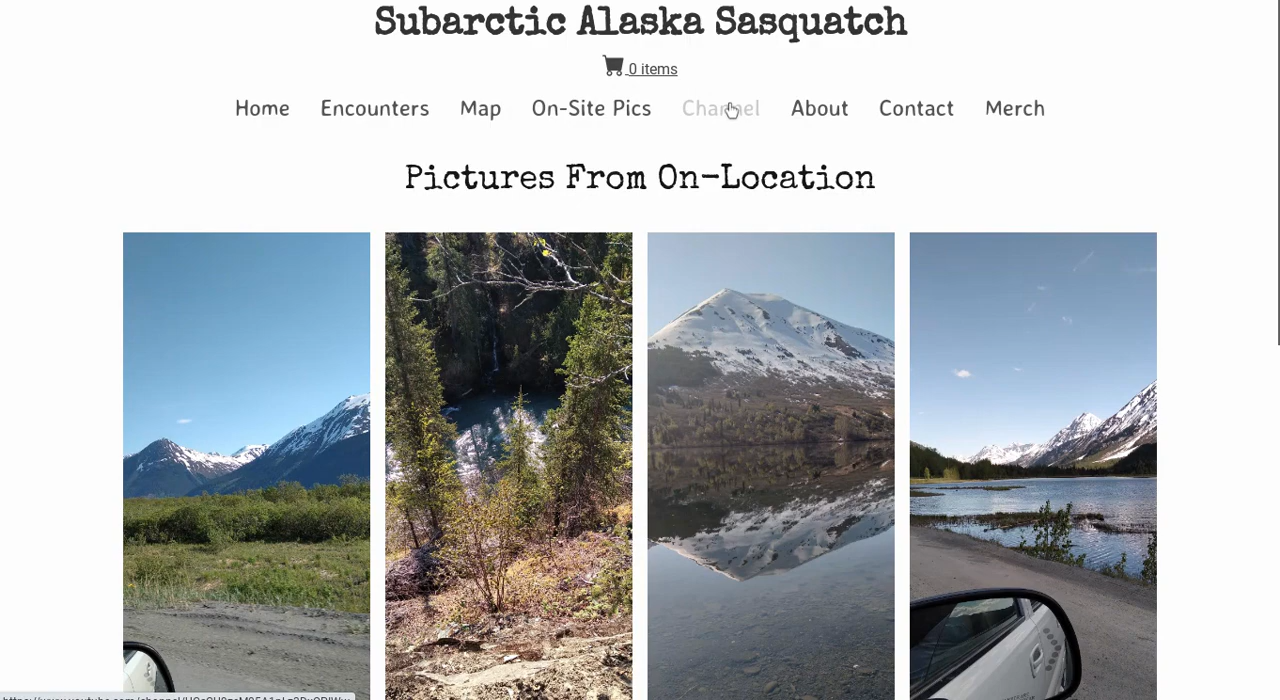 Subarctic Alaska Sasquatch
0 items
Home Encounters Map On-Site Pics Channel About Contact Merch
Pictures From On-Location